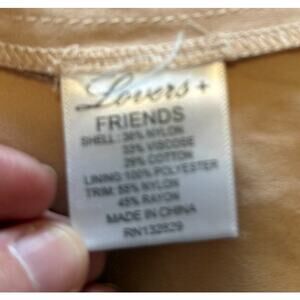 Lovers +
FRIENDS
SHELL: 36% NYLON
35% VISCOSE
29% COTTON
LINING: 100% POLYESTER
TRIM: 55% NYLON
45% RAYON
MADE IN CHINA
RN132829